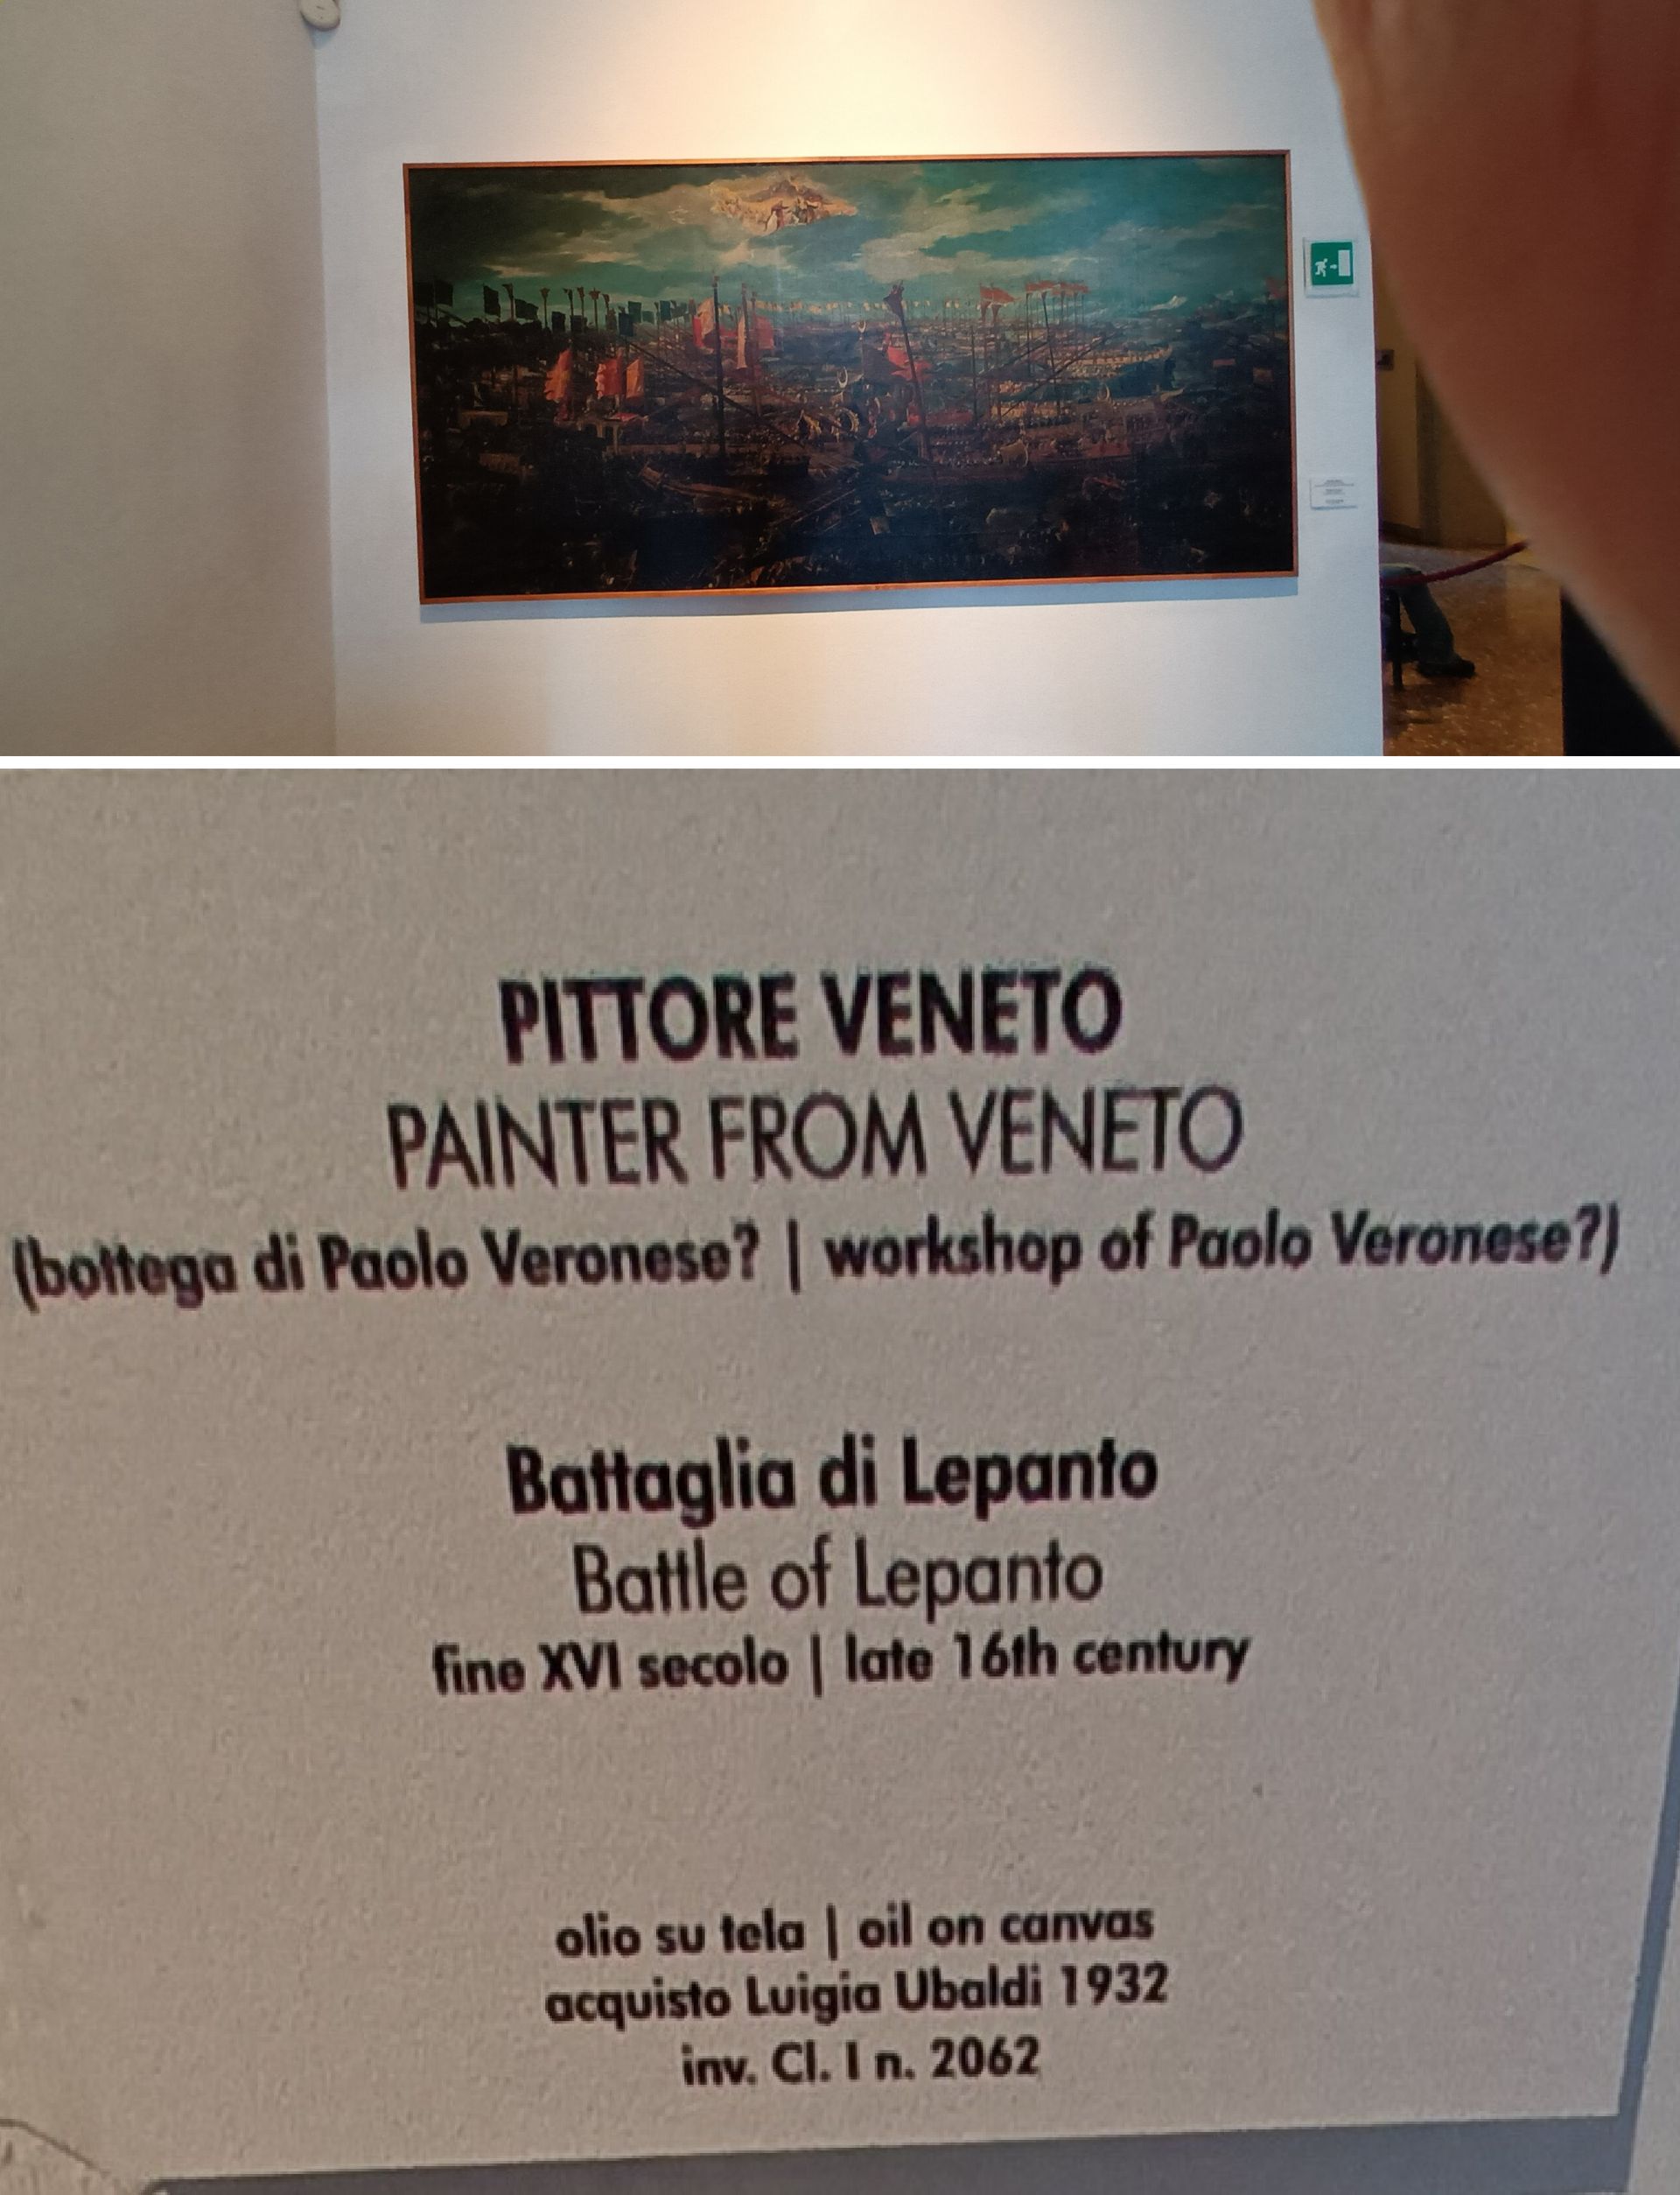 PITTORE VENETO
PAINTER FROM VENETO
(bottega di Paolo Veronese? | workshop of Paolo Veronese?)
Battaglia di Lepanto
Battle of Lepanto
fine XVI secolo | late 16th century
olio su tela | oil on canvas
acquisto Luigia Ubaldi 1932
inv. Cl. I n. 2062